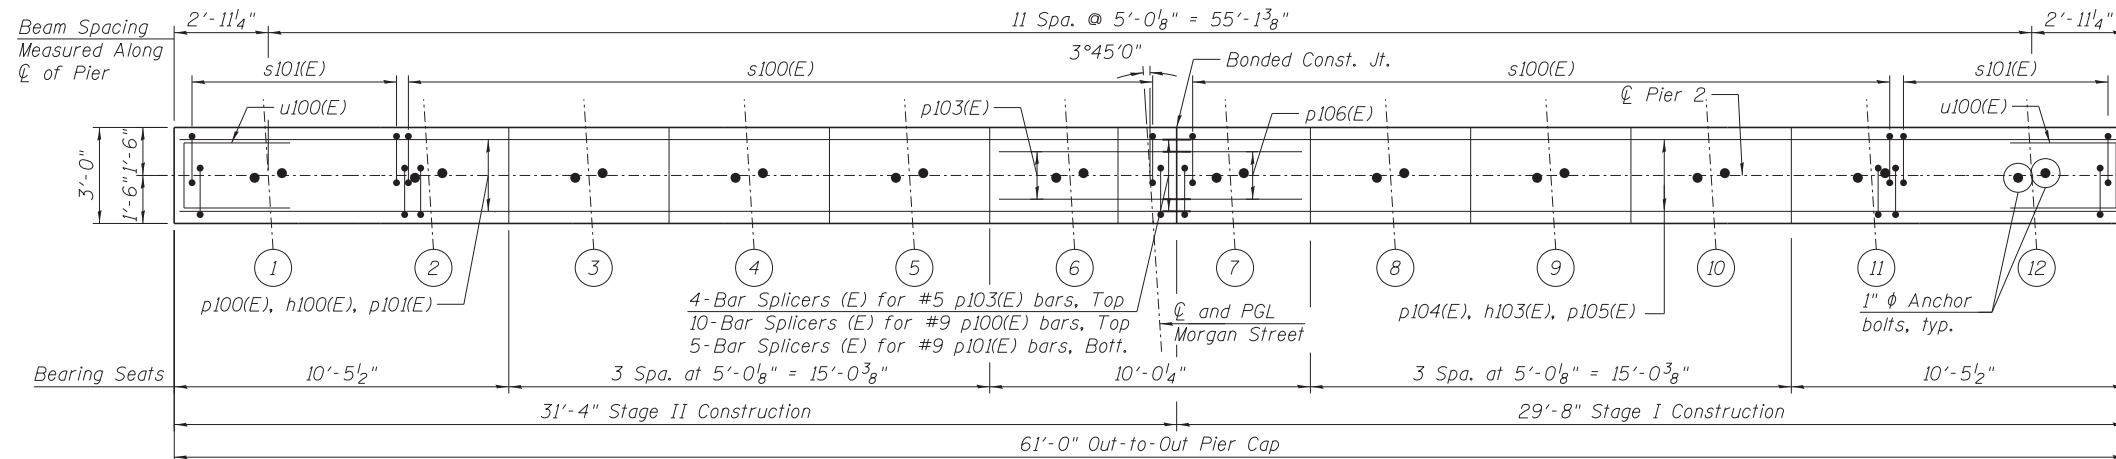 Beam Spacing
Measured Along
℄ of Pier
2'-11¼"
11 Spa. @ 5'-0⅛" = 55'-1⅜"
2'-11¼"
3°45'0"
Bonded Const. Jt.
s101(E)
s100(E)
s100(E)
s101(E)
u100(E)
p103(E)
p106(E)
℄ Pier 2
u100(E)
3'-0"
1'-6"
1'-6"
1
2
3
4
5
6
7
8
9
10
11
12
p100(E), h100(E), p101(E)
4-Bar Splicers (E) for #5 p103(E) bars, Top
10-Bar Splicers (E) for #9 p100(E) bars, Top
5-Bar Splicers (E) for #9 p101(E) bars, Bott.
℄ and PGL
Morgan Street
p104(E), h103(E), p105(E)
1" ϕ Anchor
bolts, typ.
Bearing Seats
10'-5½"
3 Spa. at 5'-0⅛" = 15'-0⅜"
10'-0¼"
3 Spa. at 5'-0⅛" = 15'-0⅜"
10'-5½"
31'-4" Stage II Construction
29'-8" Stage I Construction
61'-0" Out-to-Out Pier Cap